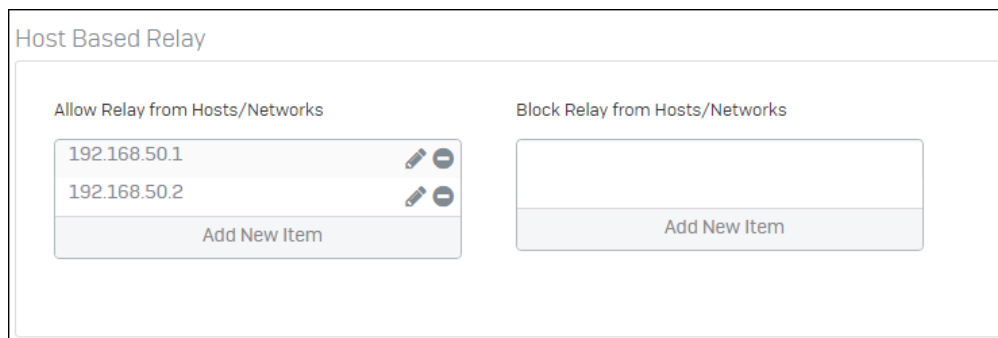 Host Based Relay
Allow Relay from Hosts/Networks
192.168.50.1
192.168.50.2
Add New Item
Block Relay from Hosts/Networks
Add New Item